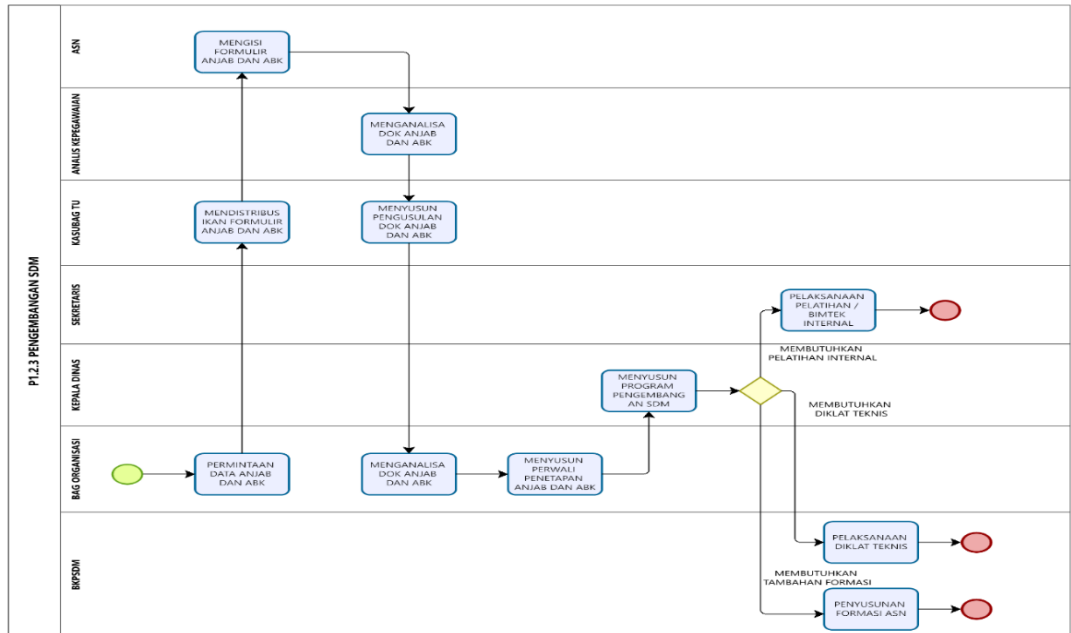 P1.2.3 PENGEMBANGAN SDM
ASN
MENGISI
FORMULIR
ANJAB DAN ABK
ANALIS KEPEGAWAIAN
MENGANALISA
DOK ANJAB
DAN ABK
KASUBAG TU
MENDISTRIBUS
IKAN FORMULIR
ANJAB DAN ABK
MENYUSUN
PENGUSULAN
DOK ANJAB
DAN ABK
SEKRETARIS
PELAKSANAAN
PELATIHAN /
BIMTEK
INTERNAL
MEMBUTUHKAN
PELATIHAN INTERNAL
KEPALA DINAS
MENYUSUN
PROGRAM
PENGEMBANG
AN SDM
MEMBUTUHKAN
DIKLAT TEKNIS
BAG ORGANISASI
PERMINTAAN
DATA ANJAB
DAN ABK
MENGANALISA
DOK ANJAB
DAN ABK
MENYUSUN
PERWALI
PENETAPAN
ANJAB DAN ABK
BKPSDM
PELAKSANAAN
DIKLAT TEKNIS
MEMBUTUHKAN
TAMBAHAN FORMASI
PENYUSUNAN
FORMASI ASN